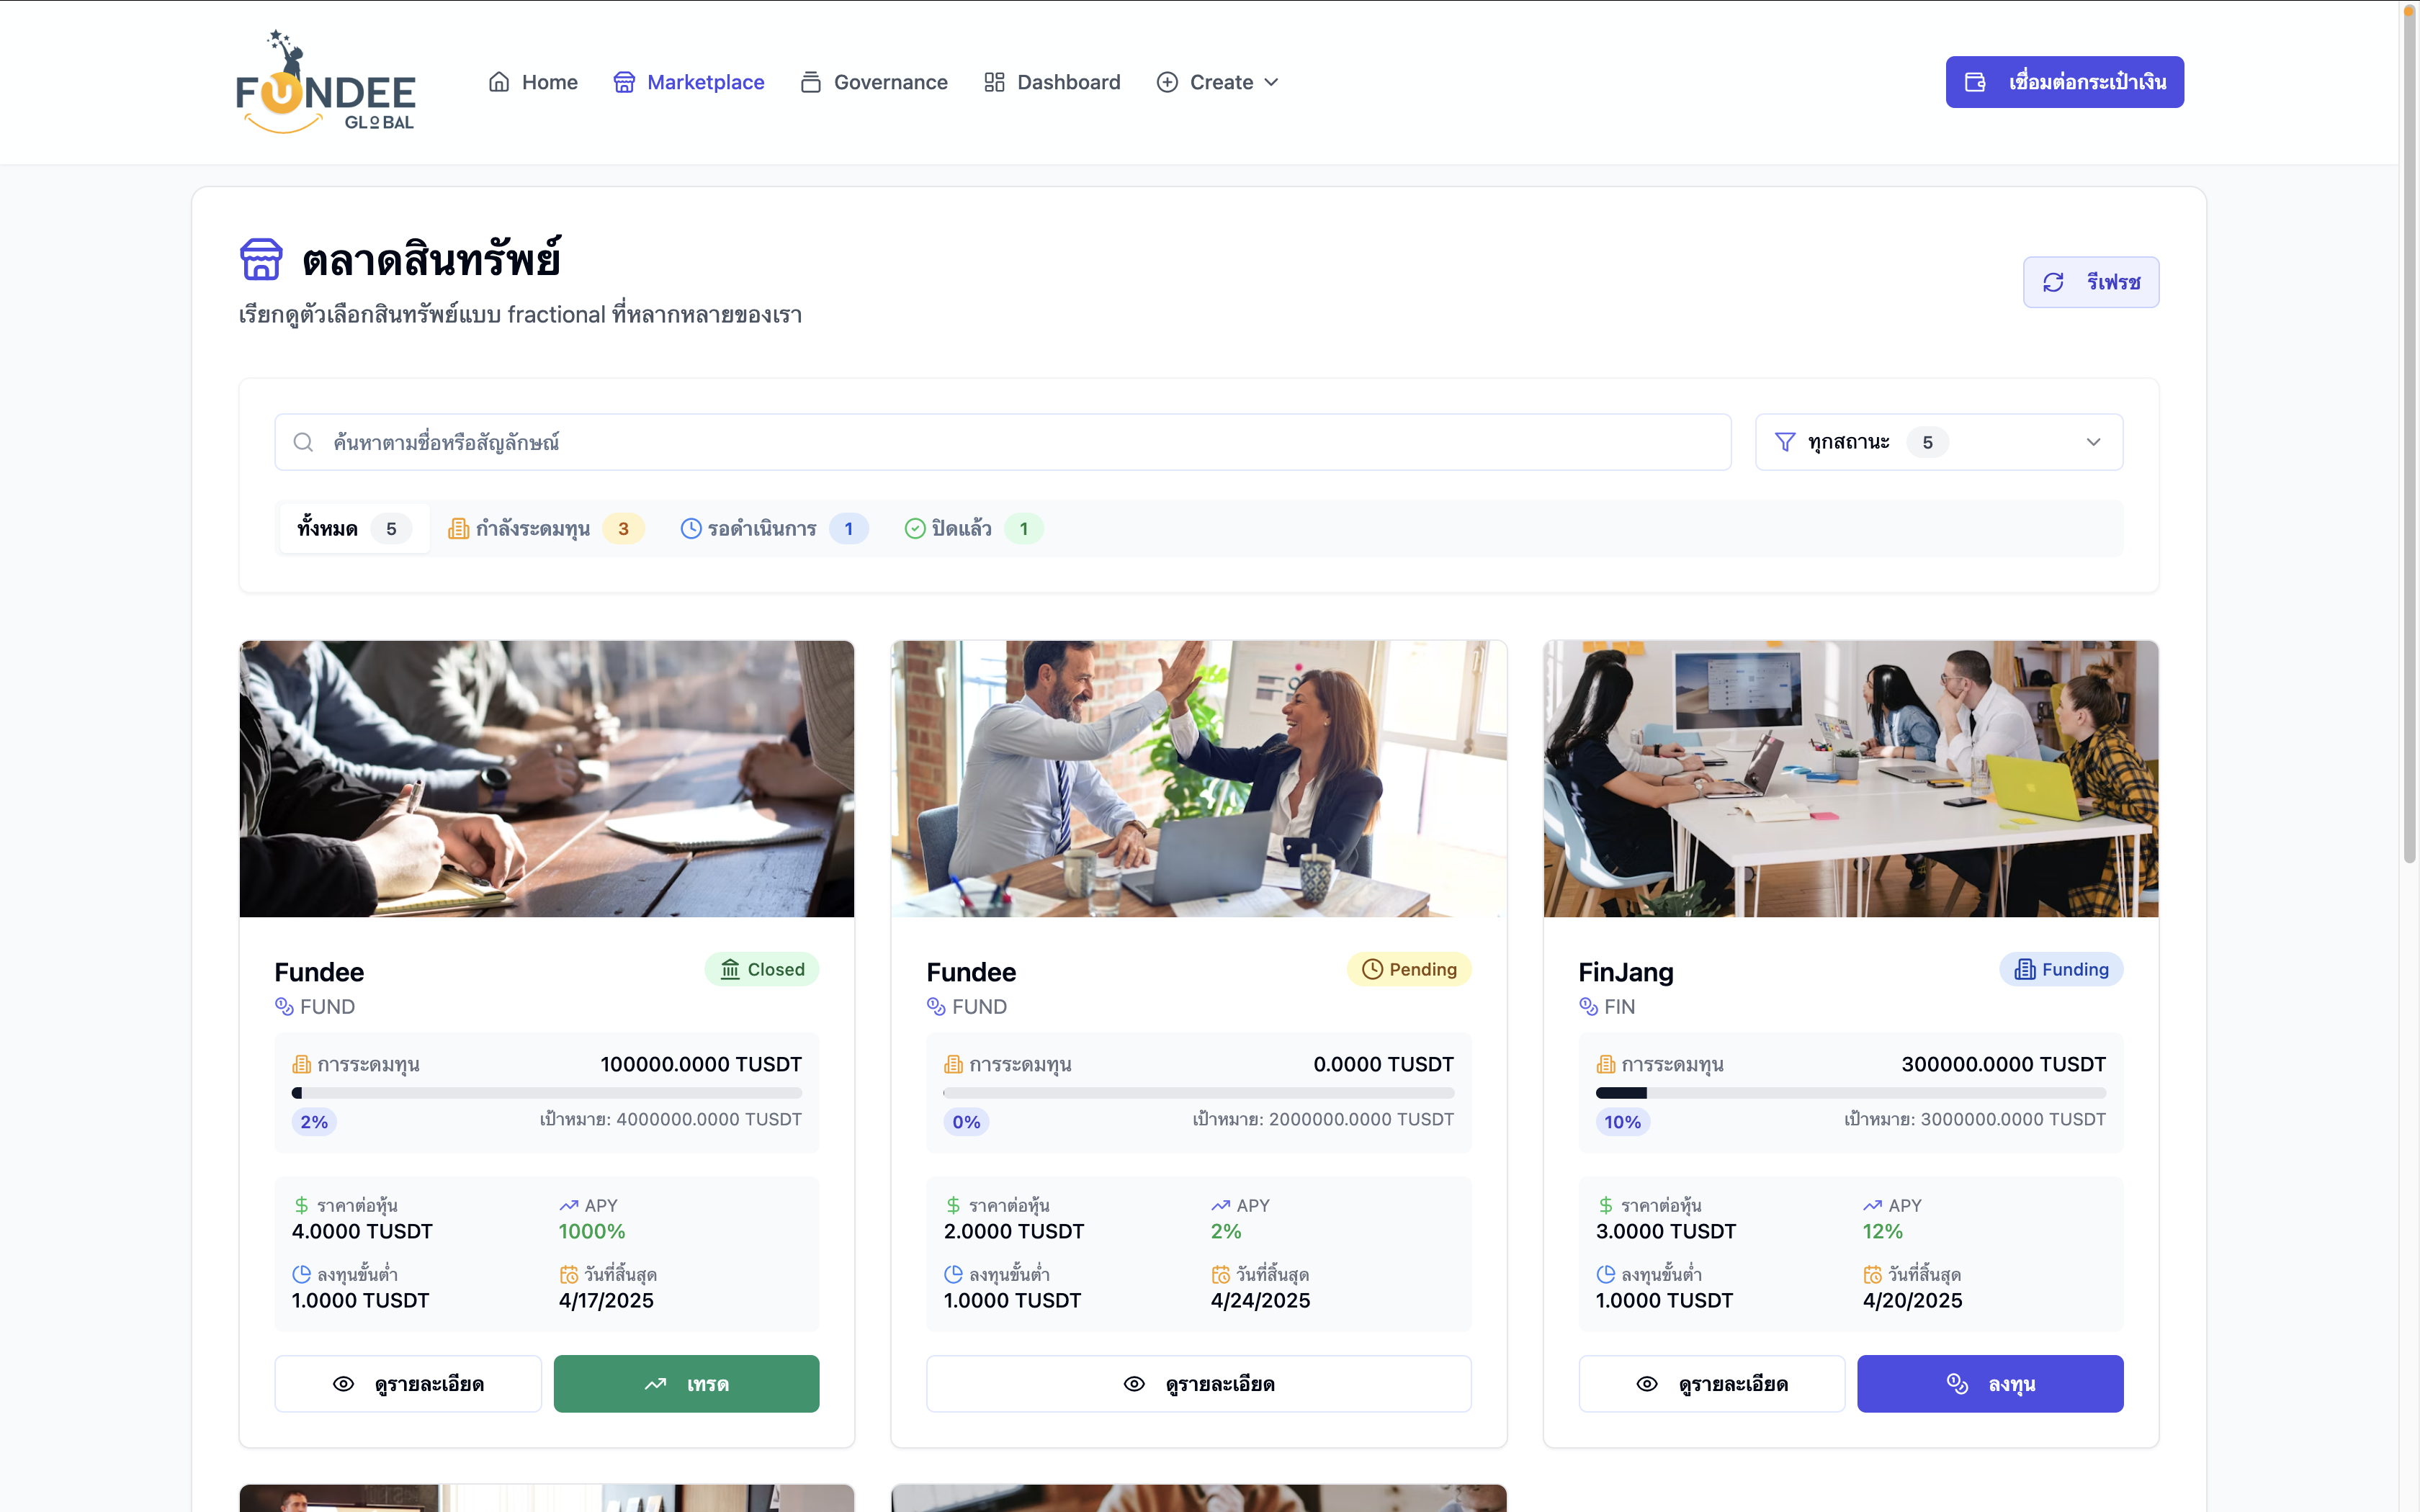 FUNDEE
GLOBAL
Home
Marketplace
Governance
Dashboard
Create
เชื่อมต่อกระเป๋าเงิน
ตลาดสินทรัพย์
เรียกดูตัวเลือกสินทรัพย์แบบ fractional ที่หลากหลายของเรา
รีเฟรช
ค้นหาตามชื่อหรือสัญลักษณ์
ทุกสถานะ 5
ทั้งหมด 5
กำลังระดมทุน 3
รอดำเนินการ 1
ปิดแล้ว 1
Fundee
Closed
FUND
การระดมทุน 100000.0000 TUSDT
2% เป้าหมาย: 4000000.0000 TUSDT
ราคาต่อหุ้น APY
4.0000 TUSDT 1000%
ลงทุนขั้นต่ำ วันที่สิ้นสุด
1.0000 TUSDT 4/17/2025
ดูรายละเอียด เทรด
Fundee
Pending
FUND
การระดมทุน 0.0000 TUSDT
0% เป้าหมาย: 2000000.0000 TUSDT
ราคาต่อหุ้น APY
2.0000 TUSDT 2%
ลงทุนขั้นต่ำ วันที่สิ้นสุด
1.0000 TUSDT 4/24/2025
ดูรายละเอียด
FinJang
Funding
FIN
การระดมทุน 300000.0000 TUSDT
10% เป้าหมาย: 3000000.0000 TUSDT
ราคาต่อหุ้น APY
3.0000 TUSDT 12%
ลงทุนขั้นต่ำ วันที่สิ้นสุด
1.0000 TUSDT 4/20/2025
ดูรายละเอียด ลงทุน